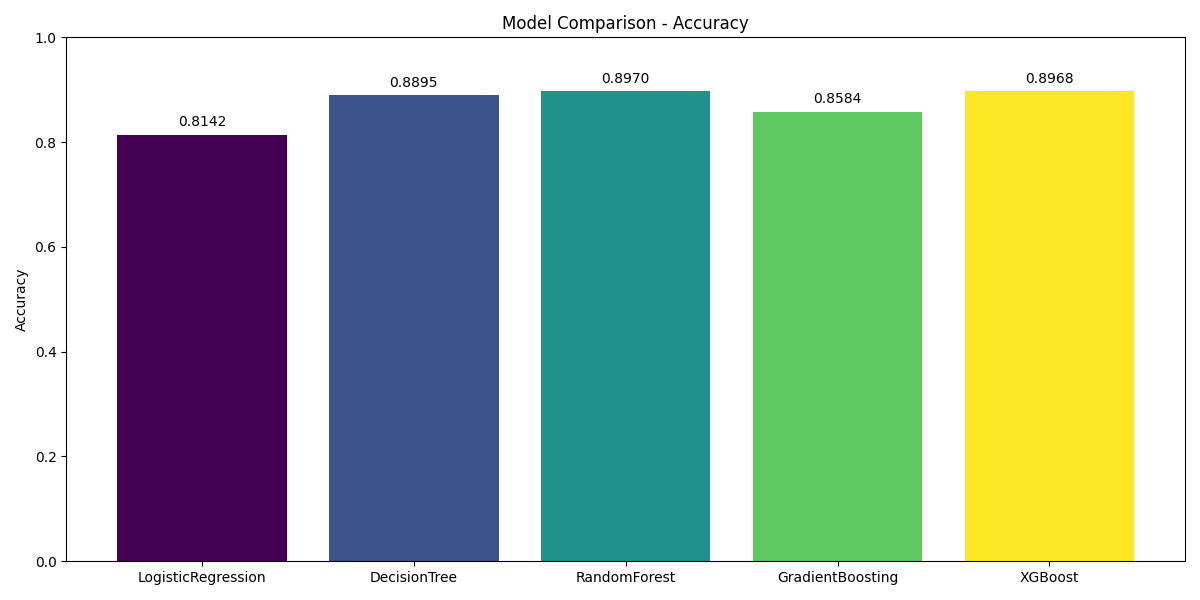 Model Comparison - Accuracy
1.0
0.8
0.6
0.4
0.2
0.0
Accuracy
0.8142
0.8895
0.8970
0.8584
0.8968
LogisticRegression
DecisionTree
RandomForest
GradientBoosting
XGBoost